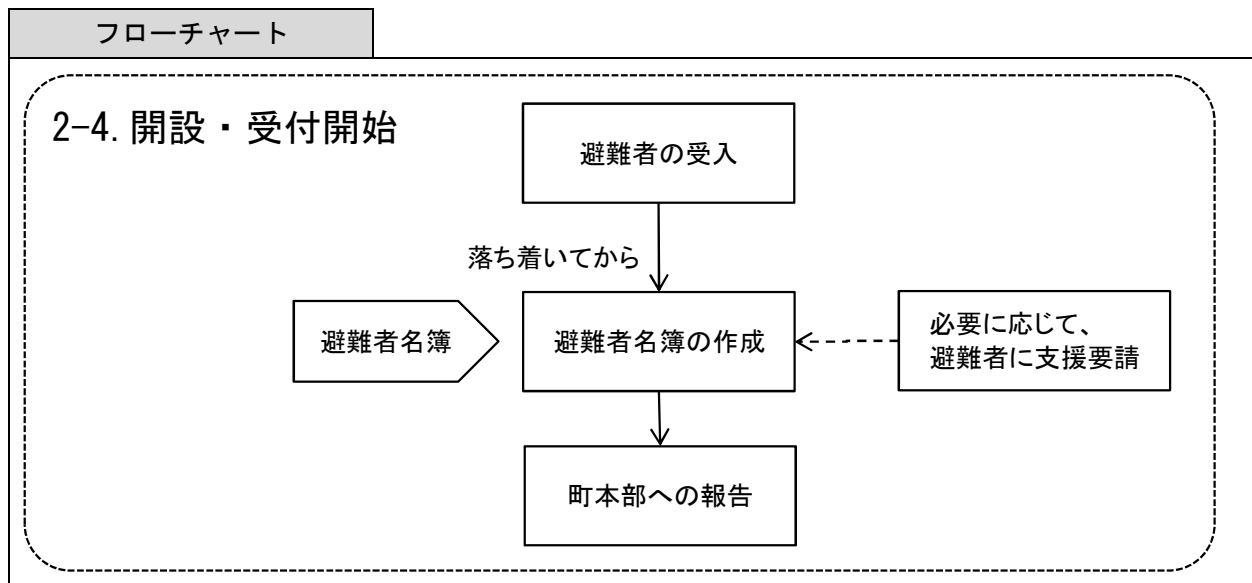 フローチャート
2-4.開設・受付開始
避難者の受入
落ち着いてから
避難者名簿
避難者名簿の作成
必要に応じて、
避難者に支援要請
町本部への報告